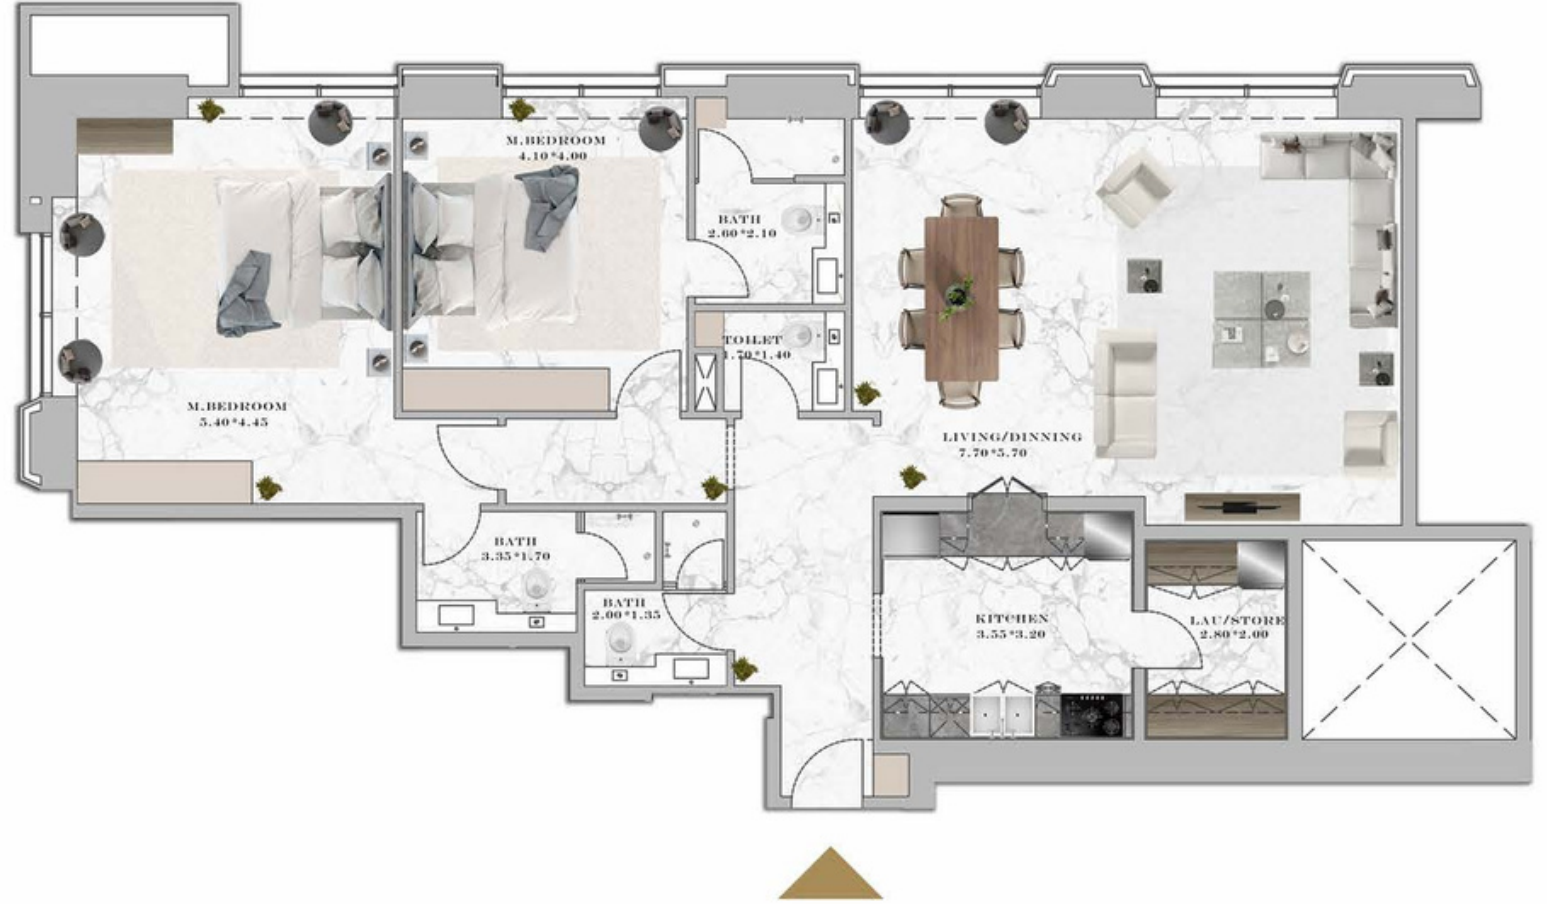 M.BEDROOM
4.10*4.00
BATH
2.60*2.10
TOILET
1.70*1.40
M.BEDROOM
5.40*4.45
LIVING/DINNING
7.70*5.70
BATH
3.35*1.70
BATH
2.00*1.35
KITCHEN
3.55*3.20
LAU/STORE
2.80*2.00